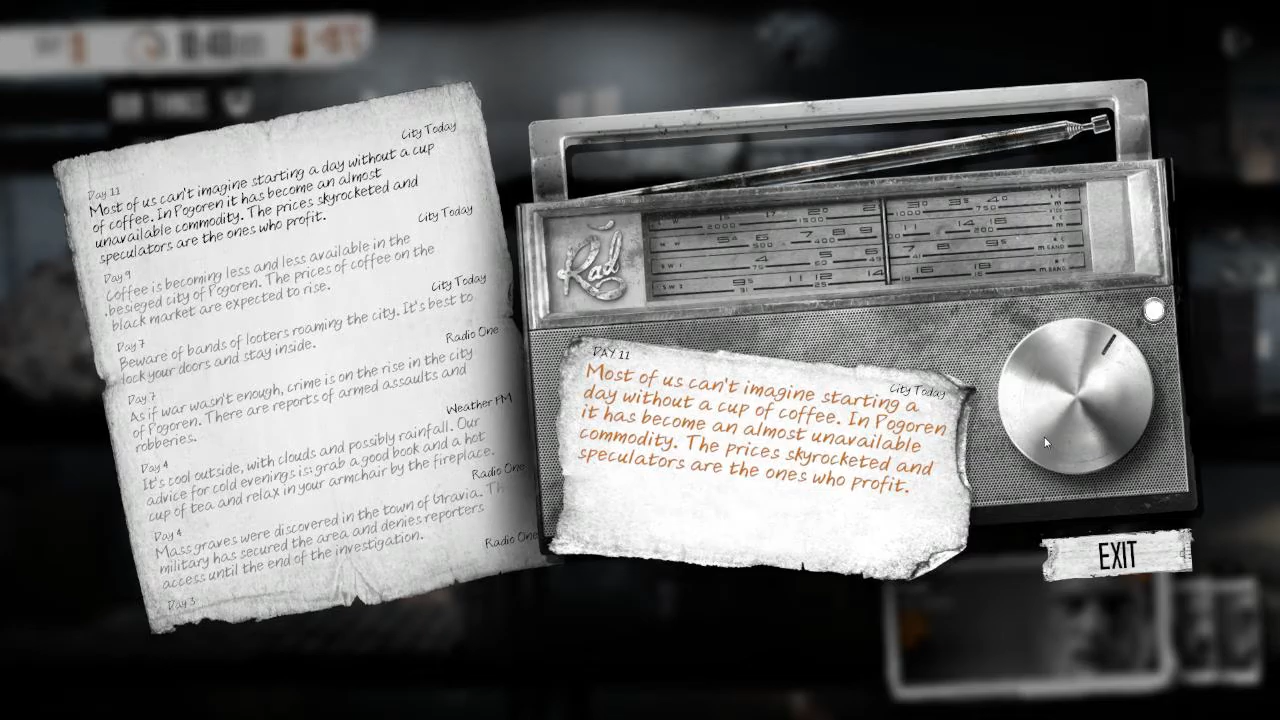 City Today
Day 11
Most of us can't imagine starting a day without a cup
of coffee. In Pogoren it has become an almost
unavailable commodity. The prices skyrocketed and
speculators are the ones who profit.
City Today
Day 9
Coffee is becoming less and less available in the
besieged city of Pogoren. The prices of coffee on the
black market are expected to rise.
City Today
Day 7
Beware of bands of looters roaming the city. It's best to
lock your doors and stay inside.
Radio One
Day 7
As if war wasn't enough, crime is on the rise in the city
of Pogoren. There are reports of armed assaults and
robberies.
Weather FM
Day 4
It's cool outside, with clouds and possibly rainfall. Our
advice for cold evenings is: grab a good book and a hot
cup of tea and relax in your armchair by the fireplace.
Radio One
Day 4
Mass graves were discovered in the town of Gravia. Th
military has secured the area and denies reporters
access until the end of the investigation.
Radio One
Day 3
Rad
DAY 11
City Today
Most of us can't imagine starting a
day without a cup of coffee. In Pogoren
it has become an almost unavailable
commodity. The prices skyrocketed and
speculators are the ones who profit.
EXIT